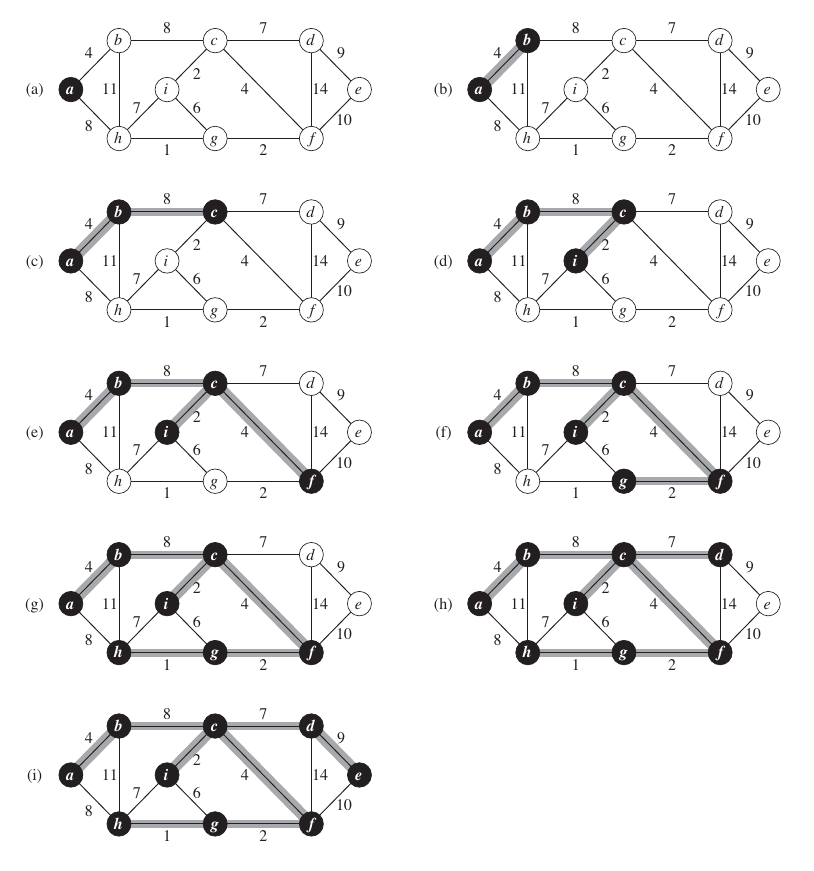 8 7 8 7
4 b c d 9 4 b c d 9
2 2
(a) a 11 i 4 14 e (b) a 11 i 4 14 e
7 6 10 7 6 10
8 8
h g f h g f
1 2 1 2
8 7 8 7
4 b c d 9 4 b c d 9
2 2
(c) a 11 i 4 14 e (d) a 11 i 4 14 e
7 6 10 7 6 10
8 8
h g f h g f
1 2 1 2
8 7 8 7
4 b c d 9 4 b c d 9
2 2
(e) a 11 i 4 14 e (f) a 11 i 4 14 e
7 6 10 7 6 10
8 8
h g f h g f
1 2 1 2
8 7 8 7
4 b c d 9 4 b c d 9
2 2
(g) a 11 i 4 14 e (h) a 11 i 4 14 e
7 6 10 7 6 10
8 8
h g f h g f
1 2 1 2
8 7
4 b c d 9
2
(i) a 11 i 4 14 e
7 6 10
8
h g f
1 2